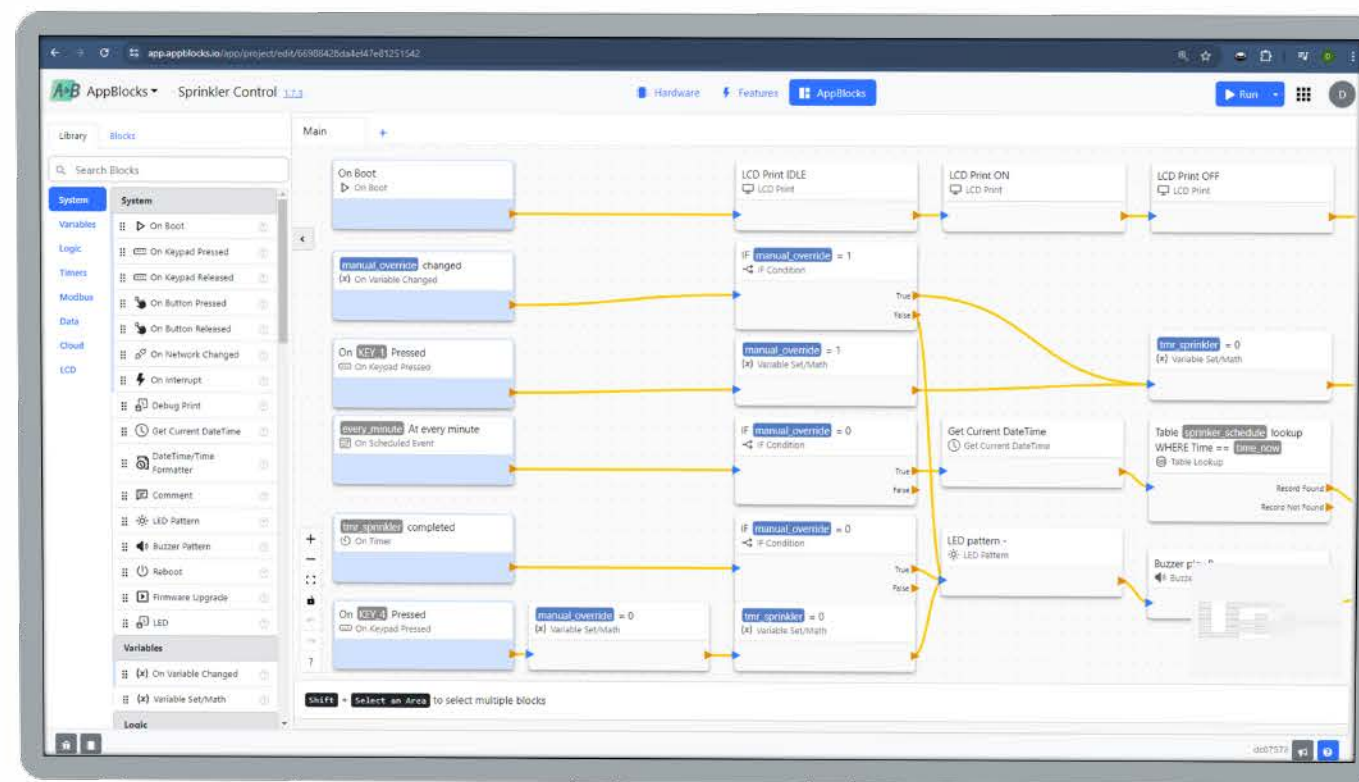 app.appblocks.io/app/project/edit/
AppBlocks
Sprinkler Control
1.7.3
Hardware
Features
AppBlocks
Run
D
Library
Blocks
Search Blocks
System
Variables
Logic
Timers
Modbus
Data
Cloud
LCD
System
On Boot
On Keypad Pressed
On Keypad Released
On Button Pressed
On Button Released
On Network Changed
On Interrupt
Debug Print
Get Current DateTime
DateTime/Time
Formatter
Comment
LED Pattern
Buzzer Pattern
Reboot
Firmware Upgrade
LED
Variables
On Variable Changed
Variable Set/Math
Logic
Main
+
On Boot
On Boot
LCD Print IDLE
LCD Print
LCD Print ON
LCD Print
LCD Print OFF
LCD Print
manual_override changed
(x) On Variable Changed
IF manual_override = 1
IF Condition
True
False
On KEY 1 Pressed
On Keypad Pressed
manual_override = 1
(x) Variable Set/Math
tmr_sprinkler = 0
(x) Variable Set/Math
every_minute At every minute
On Scheduled Event
IF manual_override = 0
IF Condition
True
False
Get Current DateTime
Get Current DateTime
Table sprinker_schedule lookup
WHERE Time == time_now
Table Lookup
Record Found
Record Not Found
tmr_sprinkler completed
On Timer
IF manual_override = 0
IF Condition
True
False
LED pattern -
LED Pattern
Buzzer
On KEY 4 Pressed
On Keypad Pressed
manual_override = 0
(x) Variable Set/Math
tmr_sprinkler = 0
(x) Variable Set/Math
Shift + Select an Area to select multiple blocks